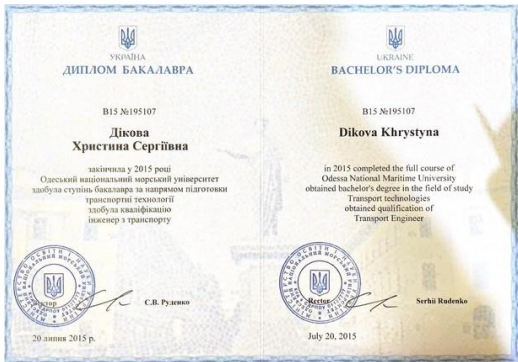 УКРАЇНА
ДИПЛОМ БАКАЛАВРА
В15 №195107
Дікова
Христина Сергіївна
закінчила у 2015 році
Одеський національний морський університет
здобула ступінь бакалавра за напрямом підготовки
транспортні технології
здобула кваліфікацію
інженер з транспорту
Ректор
С.В. Руденко
20 липня 2015 р.
UKRAINE
BACHELOR'S DIPLOMA
B15 №195107
Dikova Khrystyna
in 2015 completed the full course of
Odessa National Maritime University
obtained bachelor's degree in the field of study
Transport technologies
obtained qualification of
Transport Engineer
Rector
Serhii Rudenko
July 20, 2015